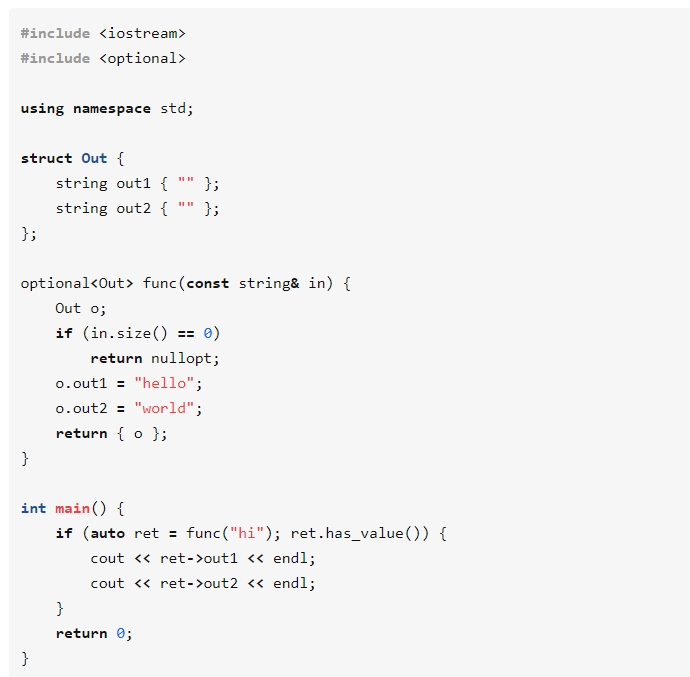 #include <iostream>
#include <optional>

using namespace std;

struct Out {
    string out1 { "" };
    string out2 { "" };
};

optional<Out> func(const string& in) {
    Out o;
    if (in.size() == 0)
        return nullopt;
    o.out1 = "hello";
    o.out2 = "world";
    return { o };
}

int main() {
    if (auto ret = func("hi"); ret.has_value()) {
        cout << ret->out1 << endl;
        cout << ret->out2 << endl;
    }
    return 0;
}